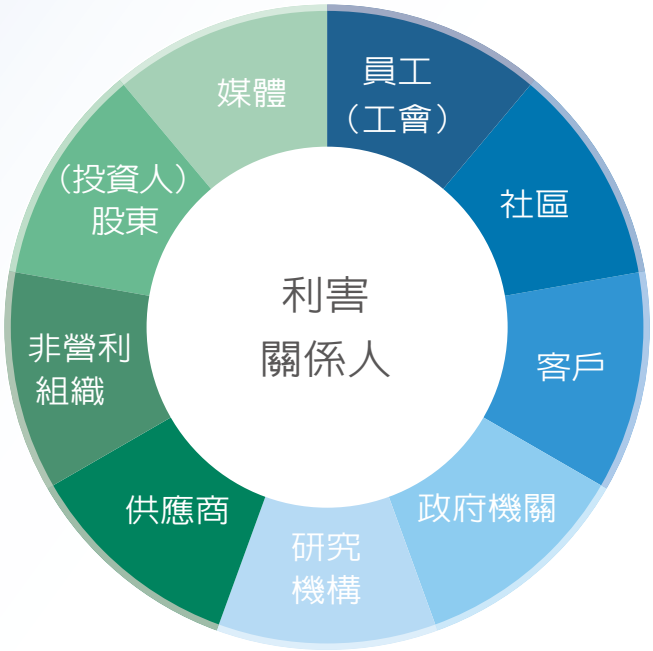 利害
關係人
員工
（工會）
社區
客戶
政府機關
研究
機構
供應商
非營利
組織
（投資人）
股東
媒體